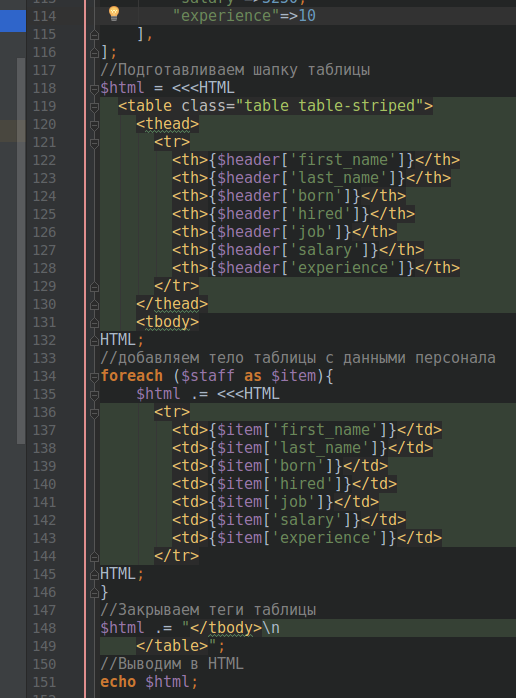 "salary"=>3250,
114 "experience"=>10
115 ],
116 ];
117 //Подготавливаем шапку таблицы
118 $html = <<<HTML
119 <table class="table table-striped">
120 <thead>
121 <tr>
122 <th>{$header['first_name']}</th>
123 <th>{$header['last_name']}</th>
124 <th>{$header['born']}</th>
125 <th>{$header['hired']}</th>
126 <th>{$header['job']}</th>
127 <th>{$header['salary']}</th>
128 <th>{$header['experience']}</th>
129 </tr>
130 </thead>
131 <tbody>
132 HTML;
133 //добавляем тело таблицы с данными персонала
134 foreach ($staff as $item){
135 $html .= <<<HTML
136 <tr>
137 <td>{$item['first_name']}</td>
138 <td>{$item['last_name']}</td>
139 <td>{$item['born']}</td>
140 <td>{$item['hired']}</td>
141 <td>{$item['job']}</td>
142 <td>{$item['salary']}</td>
143 <td>{$item['experience']}</td>
144 </tr>
145 HTML;
146 }
147 //Закрываем теги таблицы
148 $html .= "</tbody>\n
149 </table>";
150 //Выводим в HTML
151 echo $html;